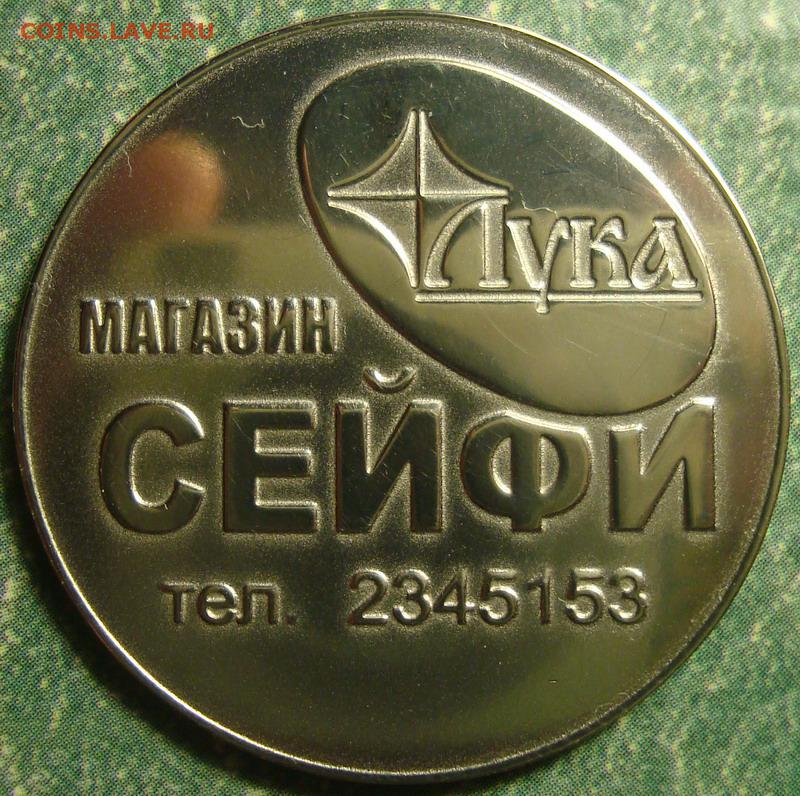 COINS.LAVE.RU
Лука
МАГАЗИН
СЕЙФИ
тел. 2345153